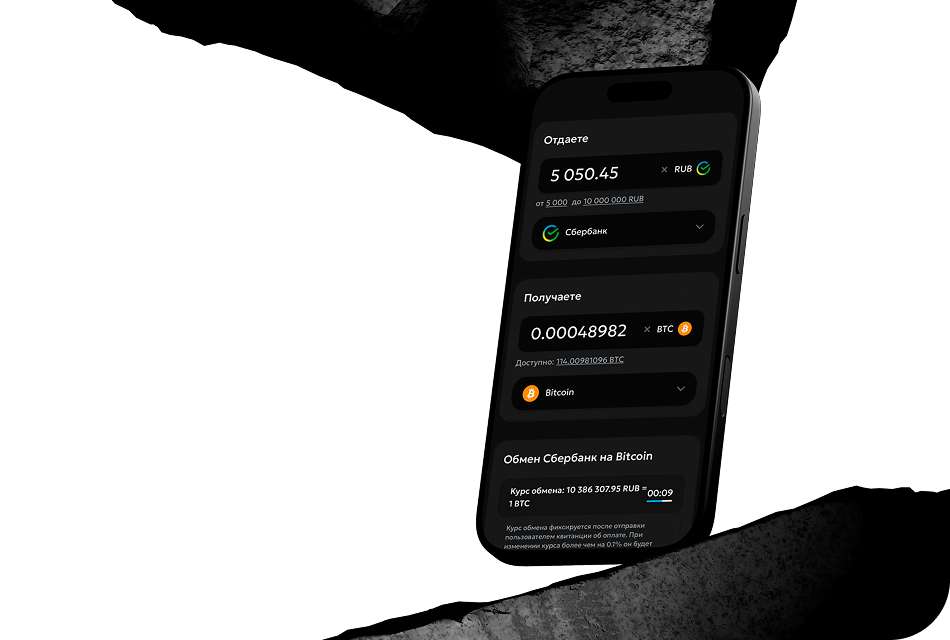 Отдаете
5 050.45 × RUB
от 5 000 до 10 000 000 RUB
Сбербанк
Получаете
0.00048982 × BTC
Доступно: 114.00981096 BTC
Bitcoin
Обмен Сбербанк на Bitcoin
Курс обмена: 10 386 307.95 RUB =
1 BTC
00:09
Курс обмена фиксируется после отправки
пользователем квитанции об оплате. При
изменении курса более чем на 0.1% он будет